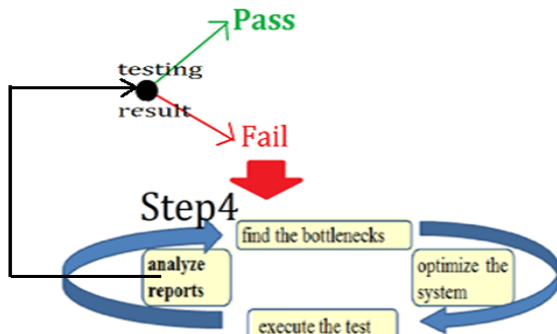 Pass
testing
result
Fail
Step4
find the bottlenecks
analyze
reports
optimize the
system
execute the test